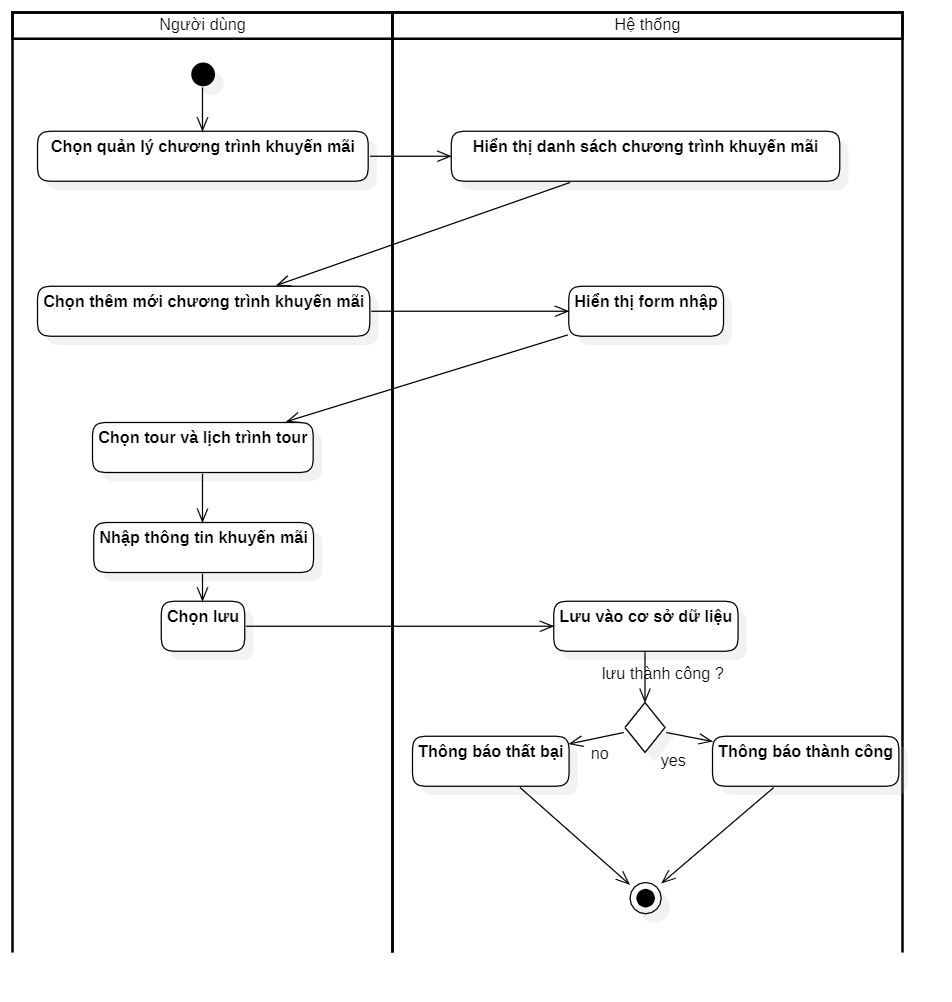 Người dùng
Hệ thống
Chọn quản lý chương trình khuyến mãi
Hiển thị danh sách chương trình khuyến mãi
Chọn thêm mới chương trình khuyến mãi
Hiển thị form nhập
Chọn tour và lịch trình tour
Nhập thông tin khuyến mãi
Chọn lưu
Lưu vào cơ sở dữ liệu
lưu thành công ?
Thông báo thất bại
no
yes
Thông báo thành công